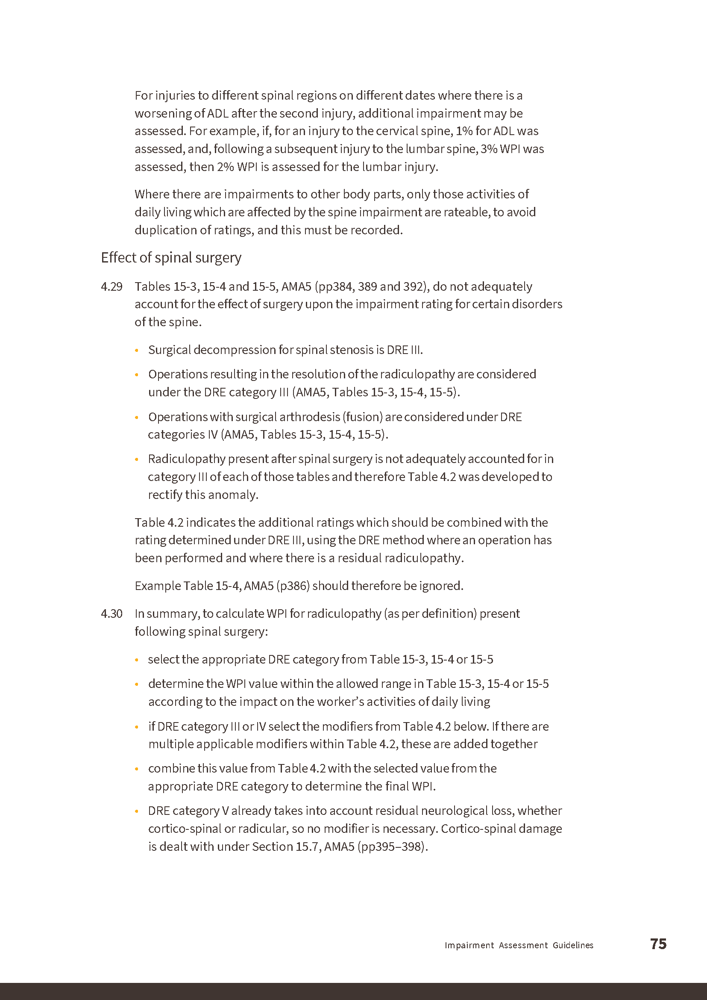 For injuries to different spinal regions on different dates where there is a
worsening of ADL after the second injury, additional impairment may be
assessed. For example, if, for an injury to the cervical spine, 1% for ADL was
assessed, and, following a subsequent injury to the lumbar spine, 3% WPI was
assessed, then 2% WPI is assessed for the lumbar injury.
Where there are impairments to other body parts, only those activities of
daily living which are affected by the spine impairment are rateable, to avoid
duplication of ratings, and this must be recorded.
Effect of spinal surgery
4.29 Tables 15-3, 15-4 and 15-5, AMA5 (pp384, 389 and 392), do not adequately
account for the effect of surgery upon the impairment rating for certain disorders
of the spine.
• Surgical decompression for spinal stenosis is DRE III.
• Operations resulting in the resolution of the radiculopathy are considered
under the DRE category III (AMA5, Tables 15-3, 15-4, 15-5).
• Operations with surgical arthrodesis (fusion) are considered under DRE
categories IV (AMA5, Tables 15-3, 15-4, 15-5).
• Radiculopathy present after spinal surgery is not adequately accounted for in
category III of each of those tables and therefore Table 4.2 was developed to
rectify this anomaly.
Table 4.2 indicates the additional ratings which should be combined with the
rating determined under DRE III, using the DRE method where an operation has
been performed and where there is a residual radiculopathy.
Example Table 15-4, AMA5 (p386) should therefore be ignored.
4.30 In summary, to calculate WPI for radiculopathy (as per definition) present
following spinal surgery:
• select the appropriate DRE category from Table 15-3, 15-4 or 15-5
• determine the WPI value within the allowed range in Table 15-3, 15-4 or 15-5
according to the impact on the worker’s activities of daily living
• if DRE category III or IV select the modifiers from Table 4.2 below. If there are
multiple applicable modifiers within Table 4.2, these are added together
• combine this value from Table 4.2 with the selected value from the
appropriate DRE category to determine the final WPI.
• DRE category V already takes into account residual neurological loss, whether
cortico-spinal or radicular, so no modifier is necessary. Cortico-spinal damage
is dealt with under Section 15.7, AMA5 (pp395–398).
Impairment Assessment Guidelines 75